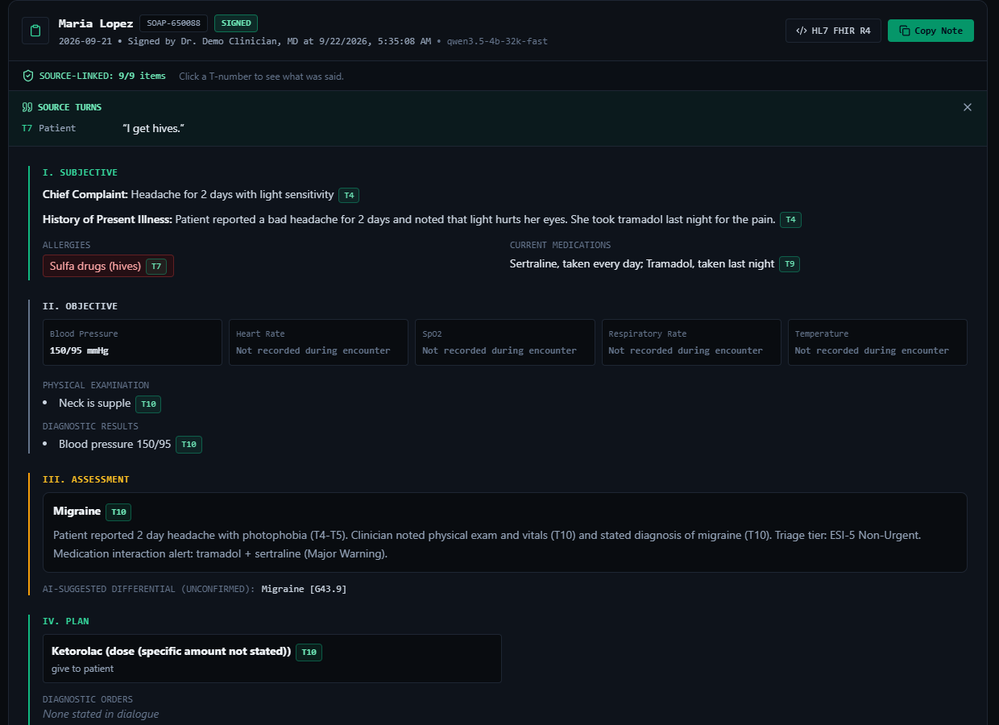 Maria Lopez SOAP-650088 SIGNED
2026-09-21 • Signed by Dr. Demo Clinician, MD at 9/22/2026, 5:35:08 AM • qwen3.5-4b-32k-fast
</> HL7 FHIR R4 Copy Note
SOURCE-LINKED: 9/9 items Click a T-number to see what was said.
SOURCE TURNS
T7 Patient “I get hives.”
I. SUBJECTIVE
Chief Complaint: Headache for 2 days with light sensitivity T4
History of Present Illness: Patient reported a bad headache for 2 days and noted that light hurts her eyes. She took tramadol last night for the pain. T4
ALLERGIES
Sulfa drugs (hives) T7
CURRENT MEDICATIONS
Sertraline, taken every day; Tramadol, taken last night T9
II. OBJECTIVE
Blood Pressure
150/95 mmHg
Heart Rate
Not recorded during encounter
SpO2
Not recorded during encounter
Respiratory Rate
Not recorded during encounter
Temperature
Not recorded during encounter
PHYSICAL EXAMINATION
• Neck is supple T10
DIAGNOSTIC RESULTS
• Blood pressure 150/95 T10
III. ASSESSMENT
Migraine T10
Patient reported 2 day headache with photophobia (T4-T5). Clinician noted physical exam and vitals (T10) and stated diagnosis of migraine (T10). Triage tier: ESI-5 Non-Urgent.
Medication interaction alert: tramadol + sertraline (Major Warning).
AI-SUGGESTED DIFFERENTIAL (UNCONFIRMED): Migraine [G43.9]
IV. PLAN
Ketorolac (dose (specific amount not stated)) T10
give to patient
DIAGNOSTIC ORDERS
None stated in dialogue